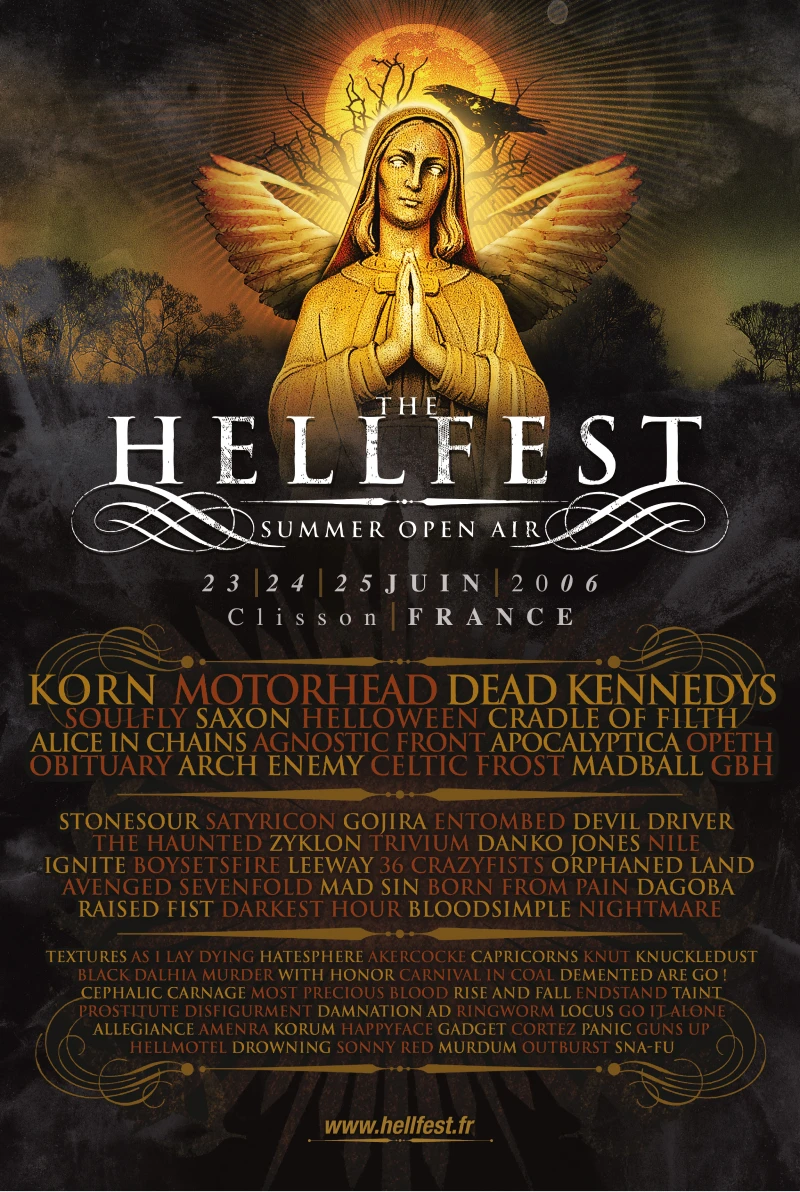 THE
HELLFEST
SUMMER OPEN AIR
23|24|25JUIN|2006
Clisson|FRANCE
KORN MOTORHEAD DEAD KENNEDYS
SOULFLY SAXON HELLOWEEN CRADLE OF FILTH
ALICE IN CHAINS AGNOSTIC FRONT APOCALYPTICA OPETH
OBITUARY ARCH ENEMY CELTIC FROST MADBALL GBH
STONESOUR SATYRICON GOJIRA ENTOMBED DEVIL DRIVER
THE HAUNTED ZYKLON TRIVIUM DANKO JONES NILE
IGNITE BOYSETSFIRE LEEWAY 36 CRAZYFISTS ORPHANED LAND
AVENGED SEVENFOLD MAD SIN BORN FROM PAIN DAGOBA
RAISED FIST DARKEST HOUR BLOODSIMPLE NIGHTMARE
TEXTURES AS I LAY DYING HATESPHERE AKERCOCKE CAPRICORNS KNUT KNUCKLEDUST
BLACK DALHIA MURDER WITH HONOR CARNIVAL IN COAL DEMENTED ARE GO !
CEPHALIC CARNAGE MOST PRECIOUS BLOOD RISE AND FALL ENDSTAND TAINT
PROSTITUTE DISFIGURMENT DAMNATION AD RINGWORM LOCUS GO IT ALONE
ALLEGIANCE AMENRA KORUM HAPPYFACE GADGET CORTEZ PANIC GUNS UP
HELLMOTEL DROWNING SONNY RED MURDUM OUTBURST SNA-FU
www.hellfest.fr